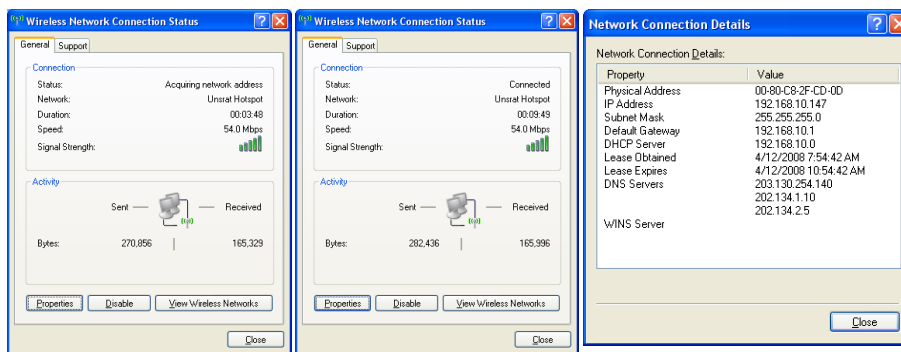 Wireless Network Connection Status
General Support
Connection
Status: Acquiring network address
Network: Unsrat Hotspot
Duration: 00:03:48
Speed: 54.0 Mbps
Signal Strength:
Activity
Sent — — Received
Bytes: 270,856 | 165,329
Properties Disable View Wireless Networks
Close
Wireless Network Connection Status
General Support
Connection
Status: Connected
Network: Unsrat Hotspot
Duration: 00:09:49
Speed: 54.0 Mbps
Signal Strength:
Activity
Sent — — Received
Bytes: 282,436 | 165,996
Properties Disable View Wireless Networks
Close
Network Connection Details
Network Connection Details:
Property Value
Physical Address 00-80-C8-2F-CD-0D
IP Address 192.168.10.147
Subnet Mask 255.255.255.0
Default Gateway 192.168.10.1
DHCP Server 192.168.10.0
Lease Obtained 4/12/2008 7:54:42 AM
Lease Expires 4/12/2008 10:54:42 AM
DNS Servers 203.130.254.140
202.134.1.10
202.134.2.5
WINS Server
Close